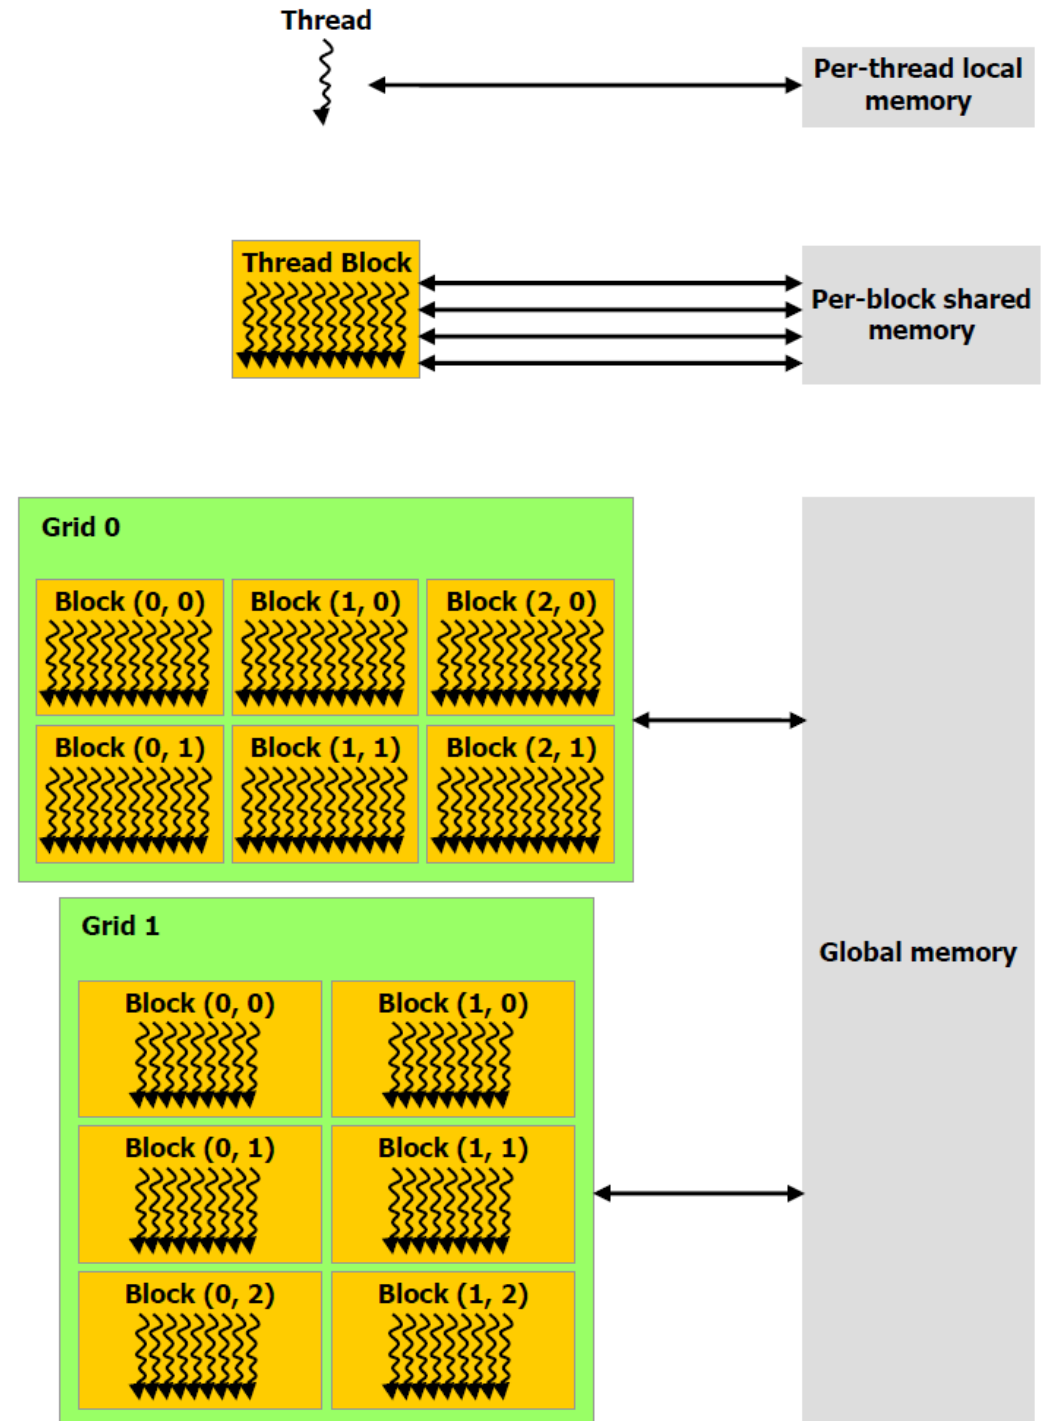 Thread
Per-thread local
memory
Thread Block
Per-block shared
memory
Grid 0
Block (0, 0)
Block (1, 0)
Block (2, 0)
Block (0, 1)
Block (1, 1)
Block (2, 1)
Grid 1
Global memory
Block (0, 0)
Block (1, 0)
Block (0, 1)
Block (1, 1)
Block (0, 2)
Block (1, 2)